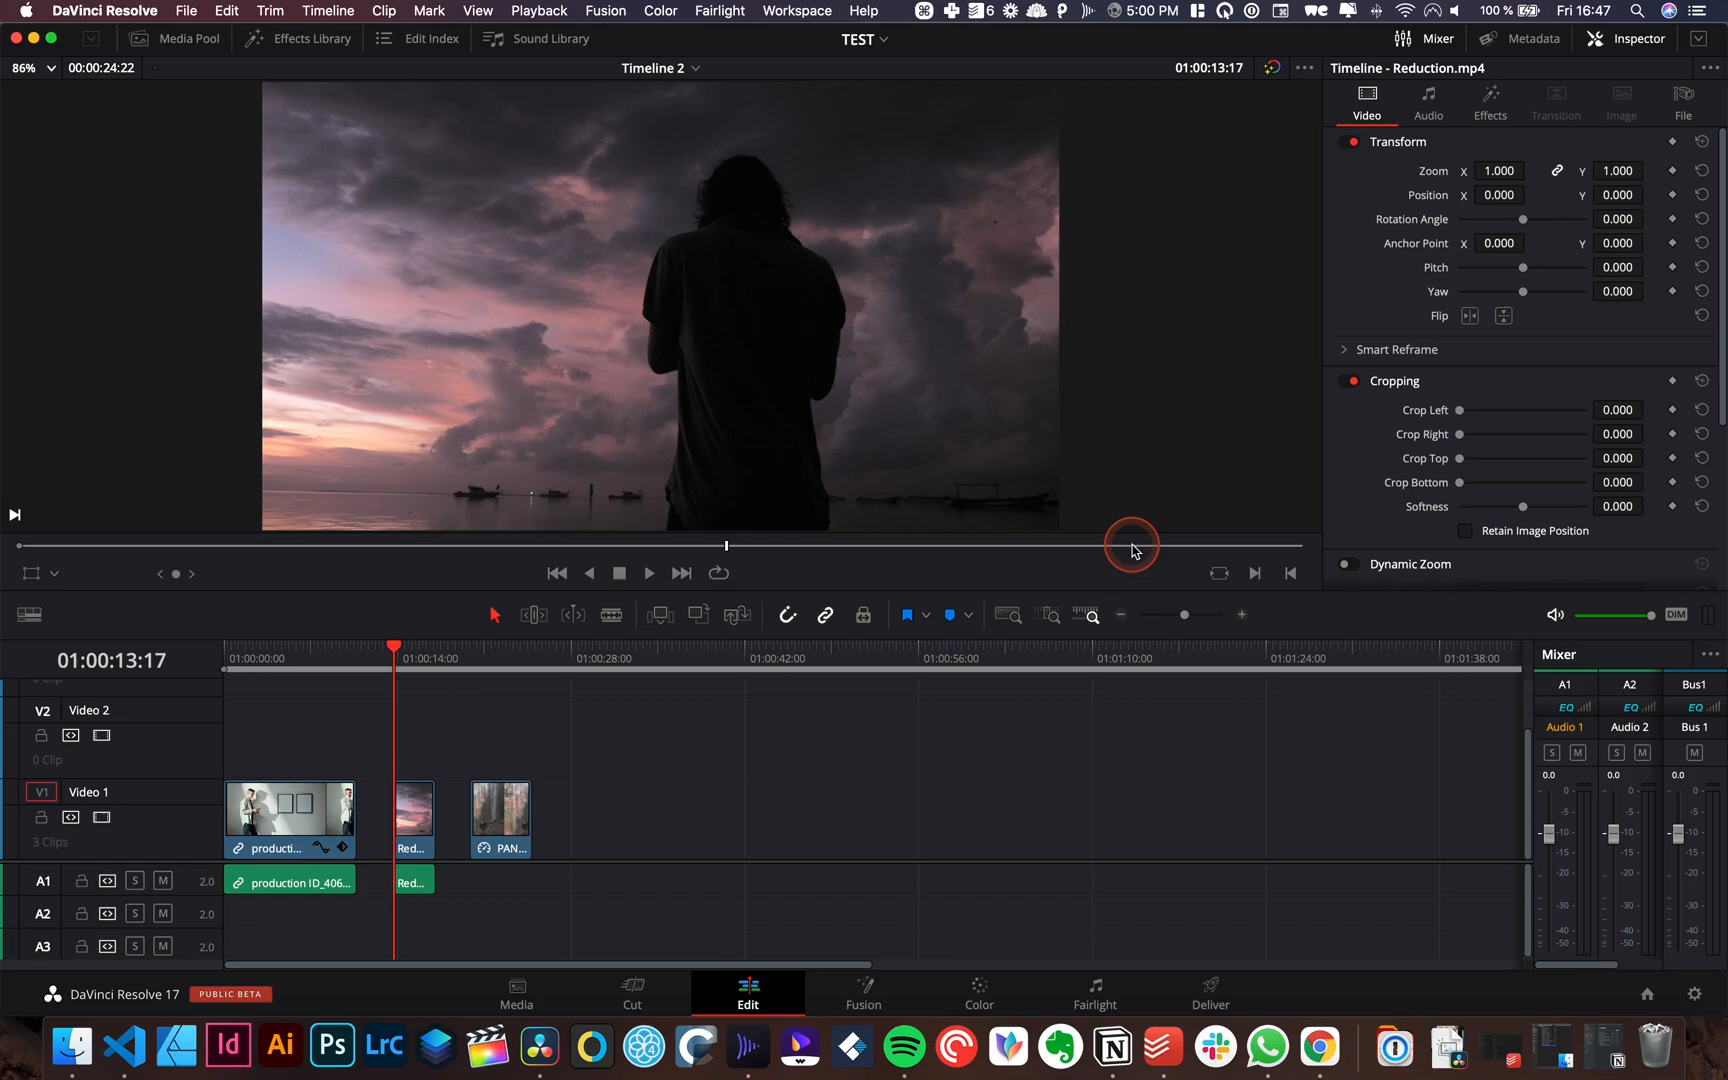 DaVinci Resolve File Edit Trim Timeline Clip Mark View Playback Fusion Color Fairlight Workspace Help 6 5:00 PM 100 % Fri 16:47
Media Pool Effects Library Edit Index Sound Library TEST Mixer Metadata Inspector
86% 00:00:24:22 Timeline 2 01:00:13:17 Timeline - Reduction.mp4
Video Audio Effects Transition Image File
Transform
Zoom X 1.000 Y 1.000
Position X 0.000 Y 0.000
Rotation Angle 0.000
Anchor Point X 0.000 Y 0.000
Pitch 0.000
Yaw 0.000
Flip
Smart Reframe
Cropping
Crop Left 0.000
Crop Right 0.000
Crop Top 0.000
Crop Bottom 0.000
Softness 0.000
Retain Image Position
Dynamic Zoom
DIM
01:00:13:17 01:00:00:00 01:00:14:00 01:00:28:00 01:00:42:00 01:00:56:00 01:01:10:00 01:01:24:00 01:01:38:00 Mixer
A1 A2 Bus1
EQ EQ EQ
V2 Video 2 Audio 1 Audio 2 Bus 1
S M S M M
0 Clip
0.0 0.0 0.0
V1 Video 1
3 Clips
producti... Red... PAN...
0 0 0
-5 -5 -5
-10 -10 -10
-15 -15 -15
-20 -20 -20
-30 -30 -30
-40 -40 -40
-50 -50 -50
A1 S M 2.0 production ID_406... Red...
A2 S M 2.0
A3 S M 2.0
DaVinci Resolve 17 PUBLIC BETA Media Cut Edit Fusion Color Fairlight Deliver
Id Ai Ps LrC